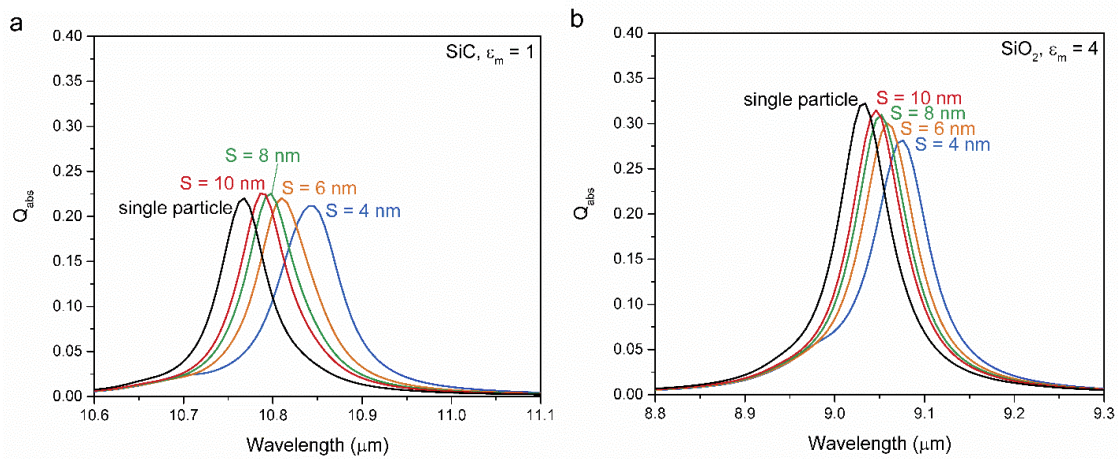 a
SiC, εm = 1
0.40
0.35
0.30
0.25
0.20
0.15
0.10
0.05
0.00
Qabs
S = 8 nm
S = 10 nm
S = 6 nm
single particle
S = 4 nm
10.6
10.7
10.8
10.9
11.0
11.1
Wavelength (μm)
b
SiO2, εm = 4
0.40
0.35
0.30
0.25
0.20
0.15
0.10
0.05
0.00
Qabs
single particle
S = 10 nm
S = 8 nm
S = 6 nm
S = 4 nm
8.8
8.9
9.0
9.1
9.2
9.3
Wavelength (μm)